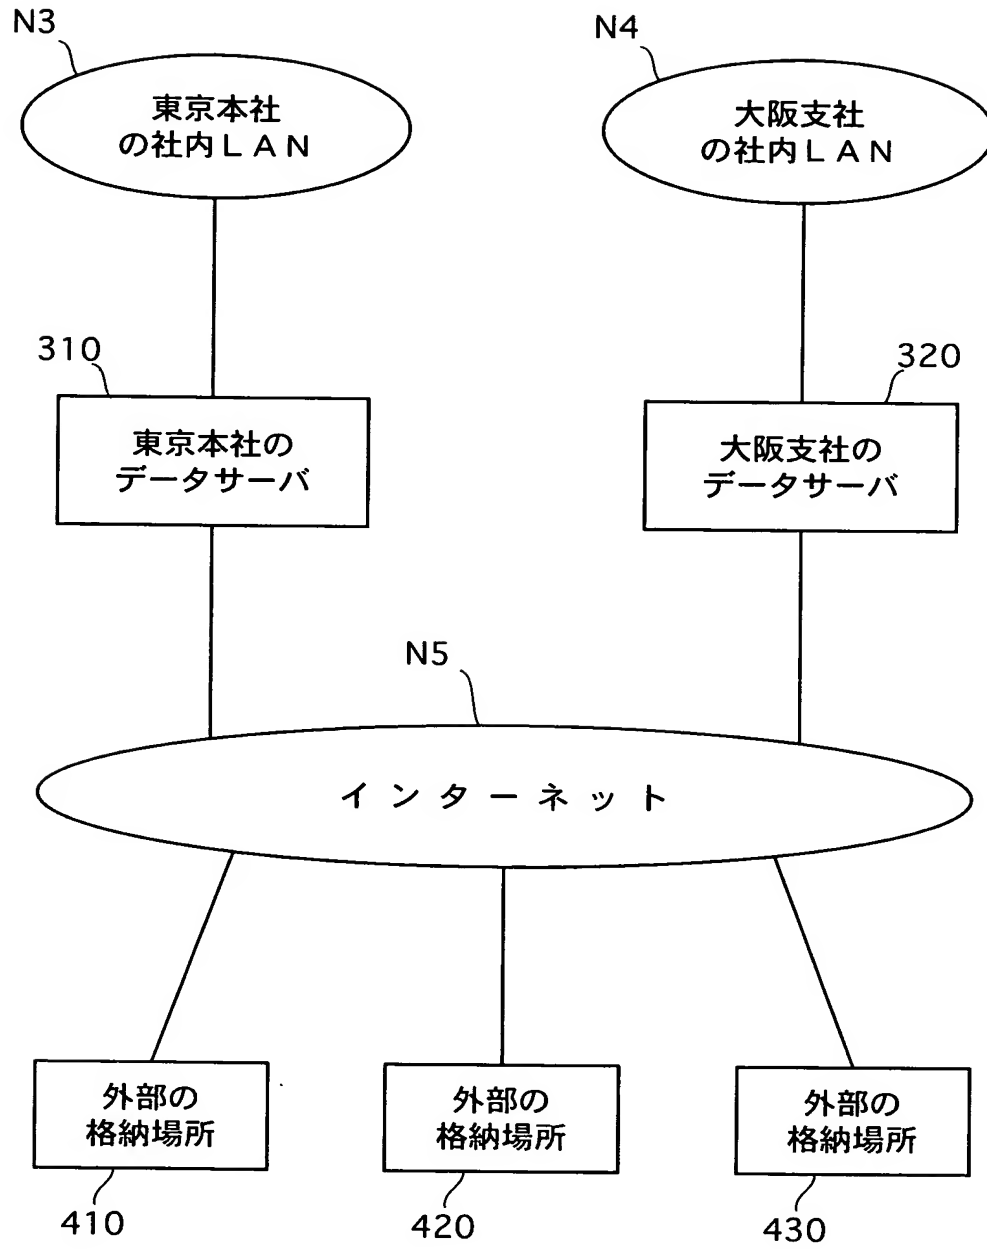 N3
N4
東京本社
の社内ＬＡＮ
大阪支社
の社内ＬＡＮ
310
320
東京本社の
データサーバ
大阪支社の
データサーバ
N5
インターネット
外部の
格納場所
外部の
格納場所
外部の
格納場所
410
420
430